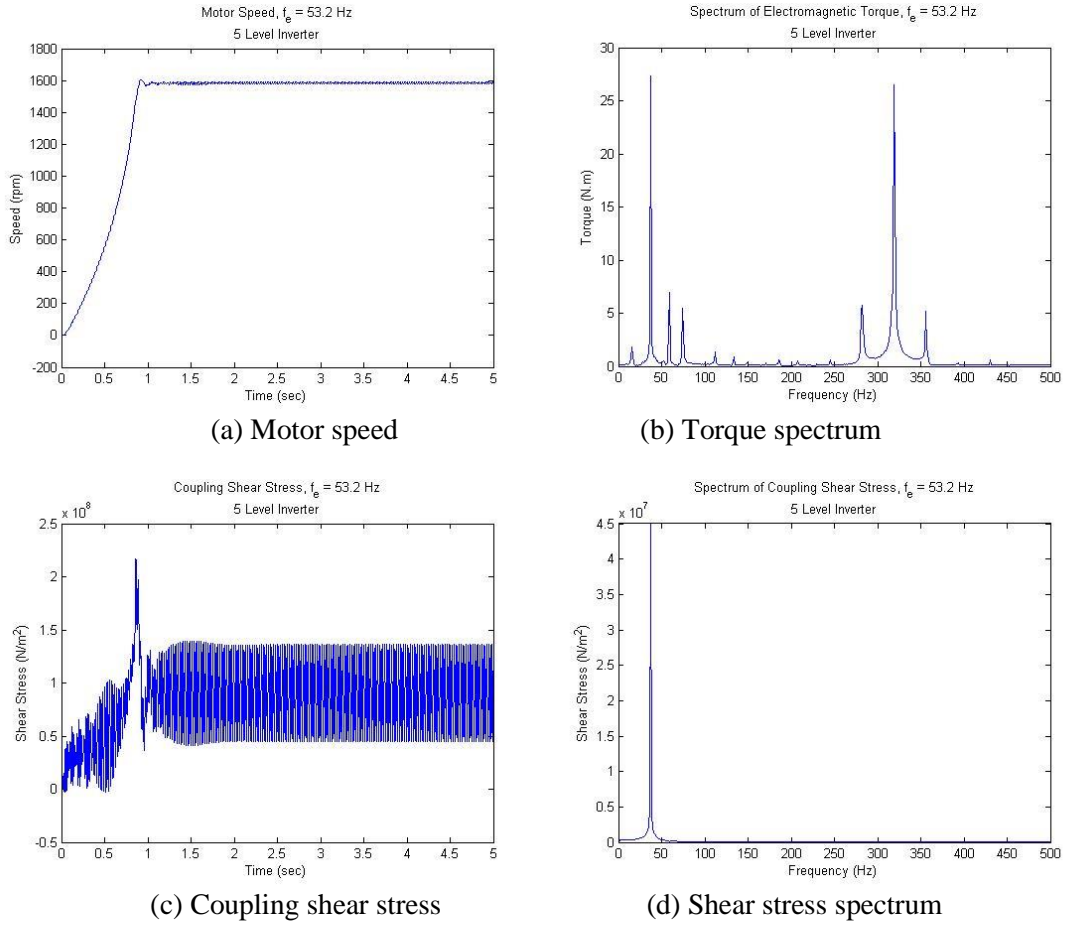 Motor Speed, fe = 53.2 Hz
5 Level Inverter
1800
1600
1400
1200
1000
800
600
400
200
0
-200
Speed (rpm)
0 0.5 1 1.5 2 2.5 3 3.5 4 4.5 5
Time (sec)
(a) Motor speed
Spectrum of Electromagnetic Torque, fe = 53.2 Hz
5 Level Inverter
30
25
20
15
10
5
0
Torque (N.m)
0 50 100 150 200 250 300 350 400 450 500
Frequency (Hz)
(b) Torque spectrum
Coupling Shear Stress, fe = 53.2 Hz
5 Level Inverter
x 10^8
2.5
2
1.5
1
0.5
0
-0.5
Shear Stress (N/m²)
0 0.5 1 1.5 2 2.5 3 3.5 4 4.5 5
Time (sec)
(c) Coupling shear stress
Spectrum of Coupling Shear Stress, fe = 53.2 Hz
5 Level Inverter
x 10^7
4.5
4
3.5
3
2.5
2
1.5
1
0.5
0
Shear Stress (N/m²)
0 50 100 150 200 250 300 350 400 450 500
Frequency (Hz)
(d) Shear stress spectrum